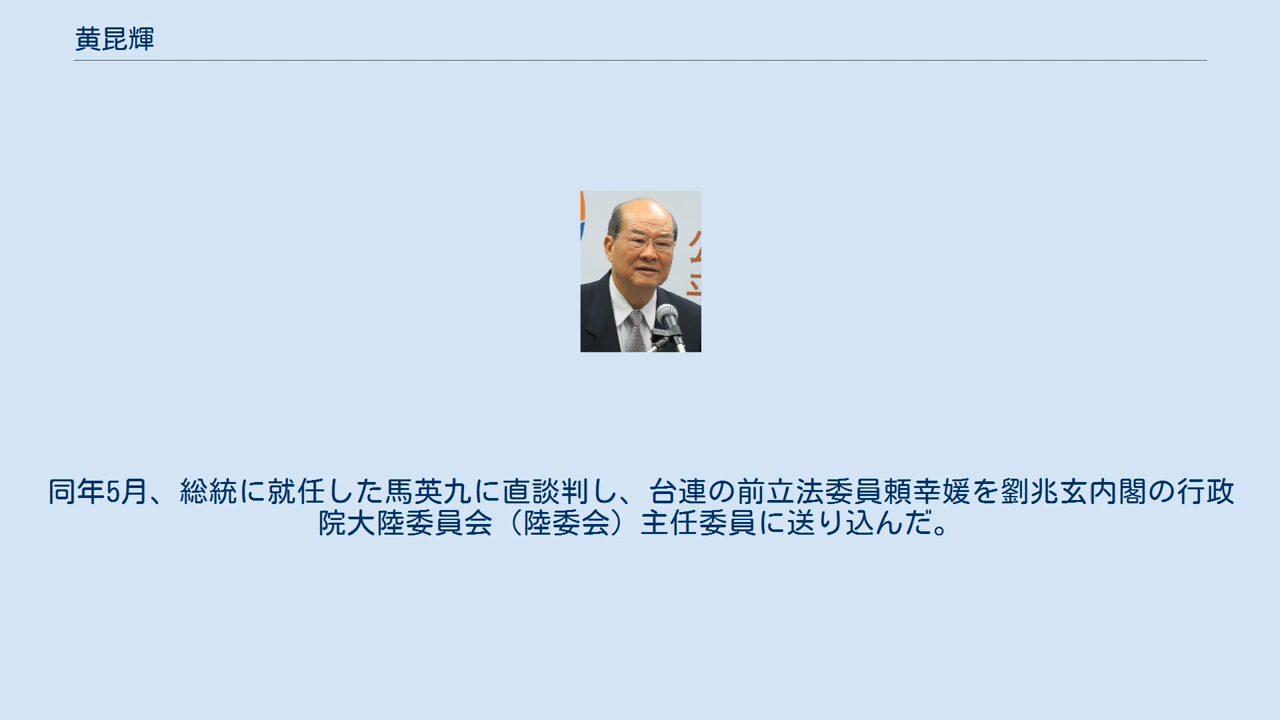 黄昆輝
同年5月、総統に就任した馬英九に直談判し、台連の前立法委員頼幸媛を劉兆玄内閣の行政
院大陸委員会（陸委会）主任委員に送り込んだ。